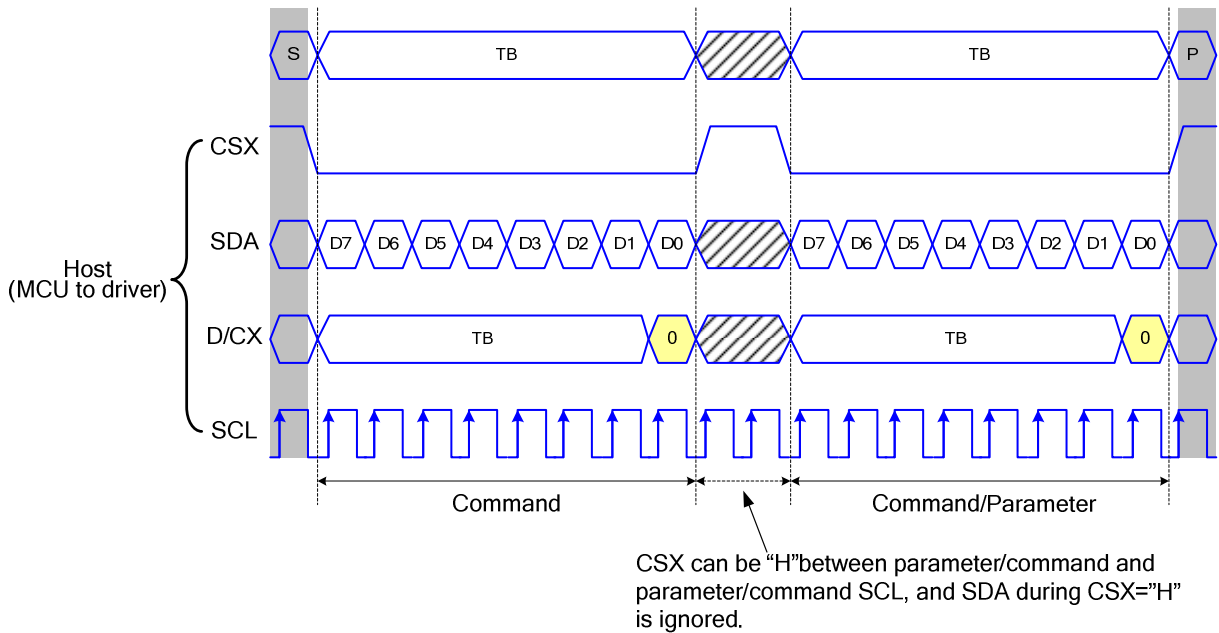 S TB TB P
CSX
SDA D7 D6 D5 D4 D3 D2 D1 D0 D7 D6 D5 D4 D3 D2 D1 D0
Host
(MCU to driver)
D/CX TB 0 TB 0
SCL
Command Command/Parameter
CSX can be “H”between parameter/command and
parameter/command SCL, and SDA during CSX=”H”
is ignored.